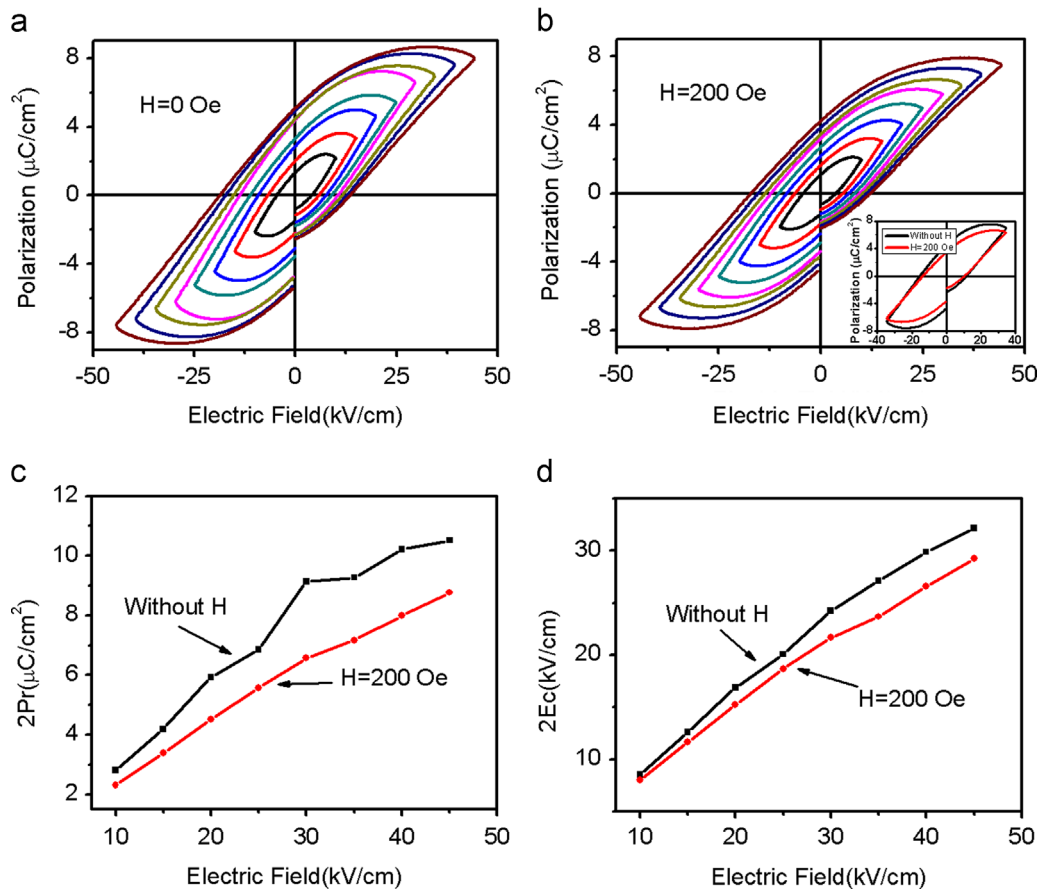 a
H=0 Oe
Polarization (μC/cm²)
8
4
0
-4
-8
-50 -25 0 25 50
Electric Field(kV/cm)
b
H=200 Oe
Polarization (μC/cm²)
8
4
0
-4
-8
-50 -25 0 25 50
Electric Field(kV/cm)
Without H
H=200 Oe
Polarization (μC/cm²)
8
4
0
-4
-8
-40 -20 0 20 40
c
2Pr(μC/cm²)
12
10
8
6
4
2
Without H
H=200 Oe
10 20 30 40 50
Electric Field(kV/cm)
d
2Ec(kV/cm)
30
20
10
Without H
H=200 Oe
10 20 30 40 50
Electric Field(kV/cm)